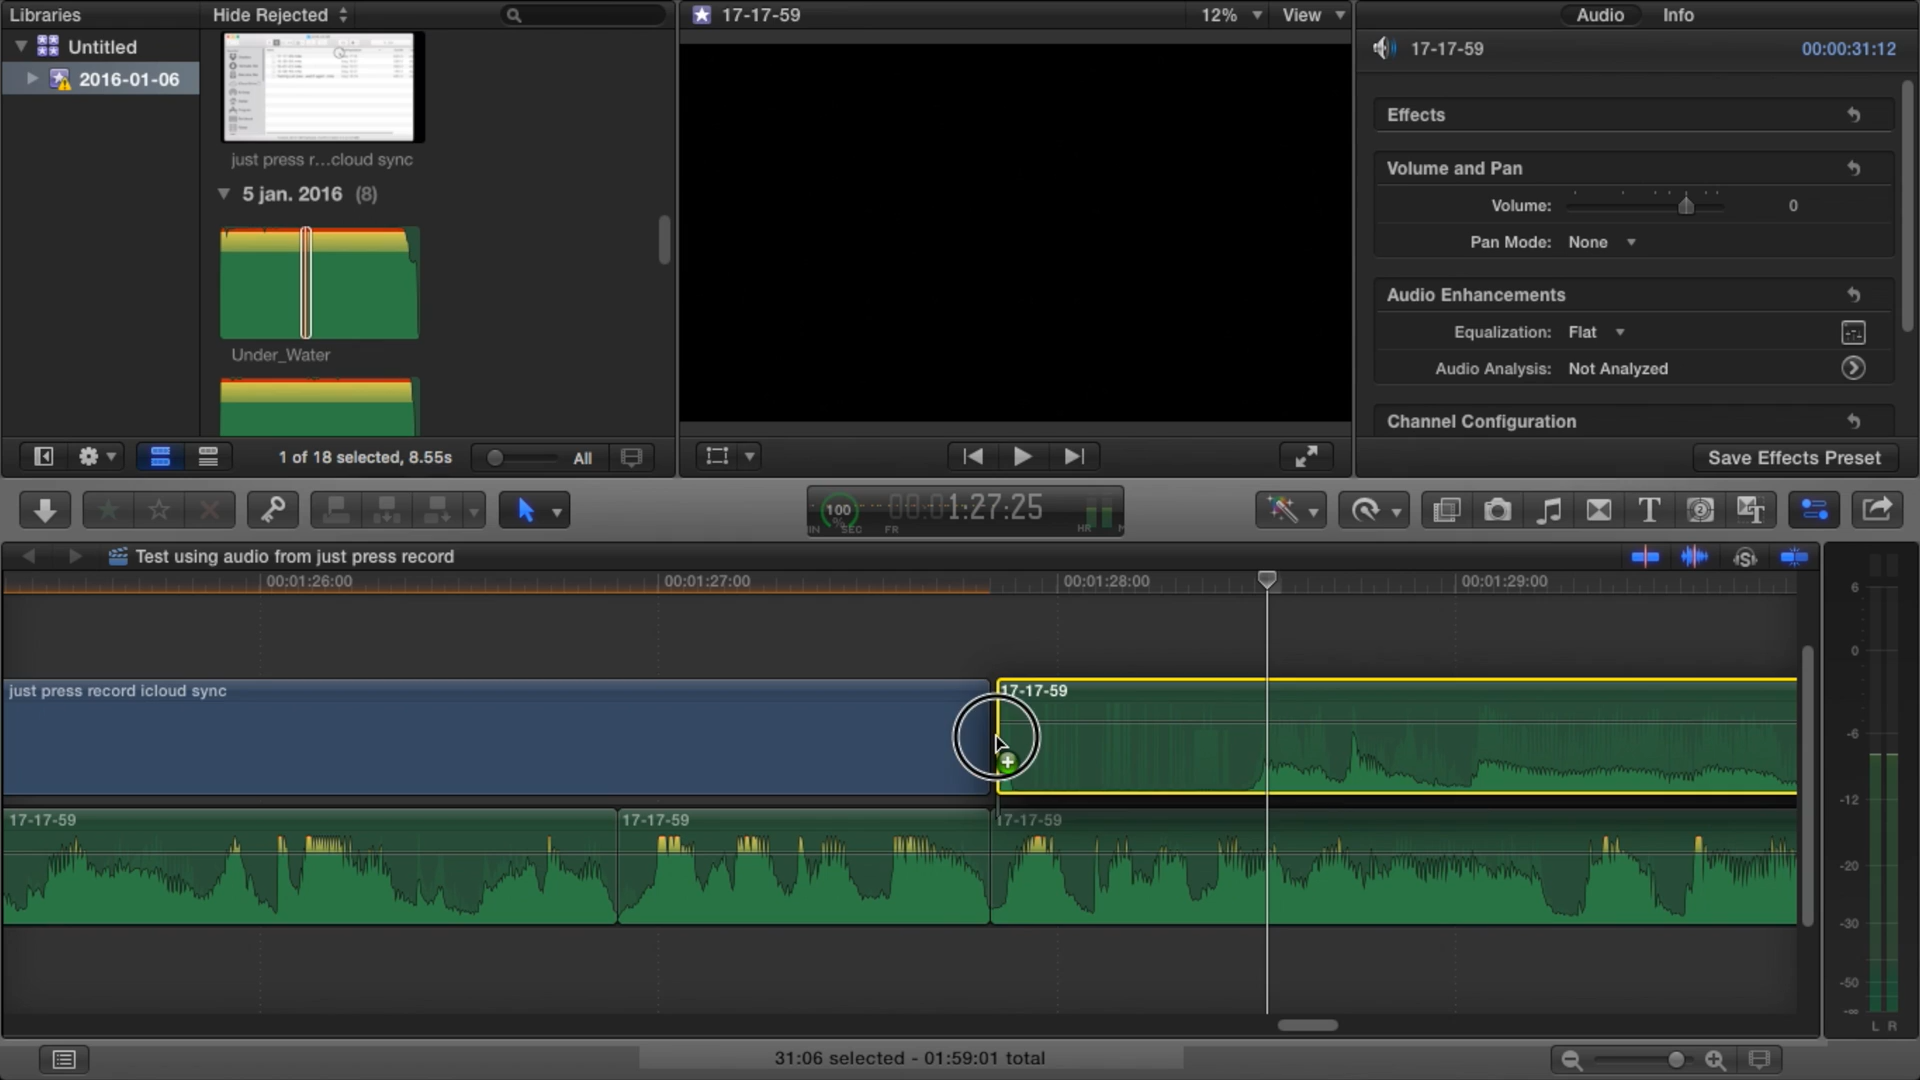 Libraries
Hide Rejected
17-17-59
12%
View
Audio
Info
Untitled
2016-01-06
just press r...cloud sync
5 jan. 2016 (8)
Under_Water
17-17-59
00:00:31:12
Effects
Volume and Pan
Volume:
0
Pan Mode: None
Audio Enhancements
Equalization: Flat
Audio Analysis: Not Analyzed
Channel Configuration
1 of 18 selected, 8.55s
All
Save Effects Preset
100
%
00:01:27:25
MIN SEC FR
HR
Test using audio from just press record
00:01:26:00
00:01:27:00
00:01:28:00
00:01:29:00
just press record icloud sync
17-17-59
17-17-59
17-17-59
17-17-59
6
0
-6
-12
-20
-30
-50
-∞
L R
31:06 selected - 01:59:01 total